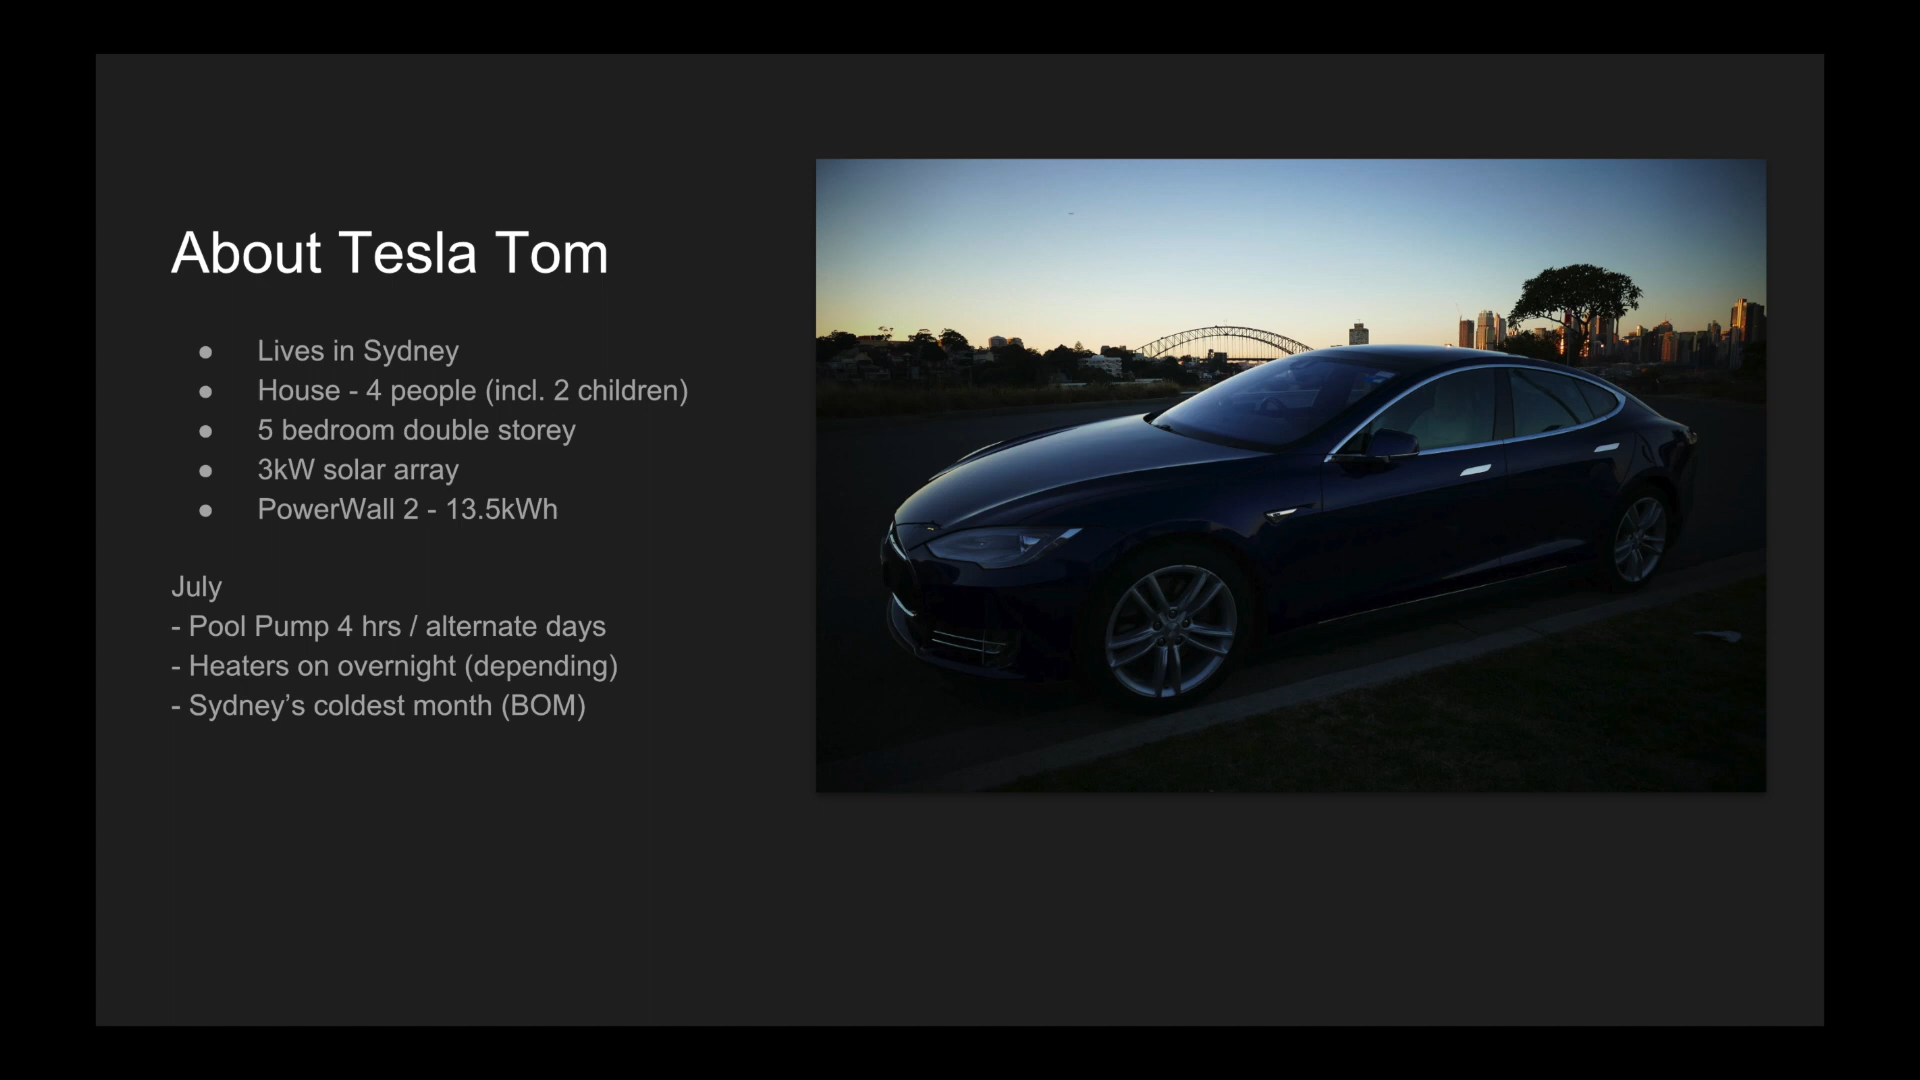 About Tesla Tom
● Lives in Sydney
● House - 4 people (incl. 2 children)
● 5 bedroom double storey
● 3kW solar array
● PowerWall 2 - 13.5kWh
July
- Pool Pump 4 hrs / alternate days
- Heaters on overnight (depending)
- Sydney’s coldest month (BOM)